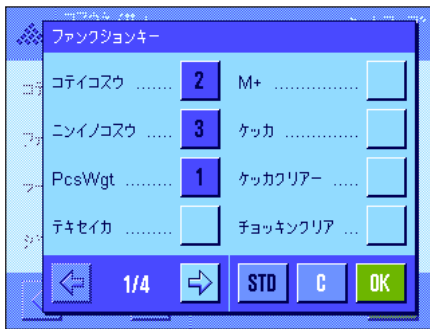 ファンクションキー
コテイコスウ ....... 2
M+ ...............
ニンイノコスウ ..... 3
ケッカ ..............
PcsWgt ......... 1
ケッカクリアー .....
テキセイカ .........
チョッキンクリア ...
1/4
STD C OK